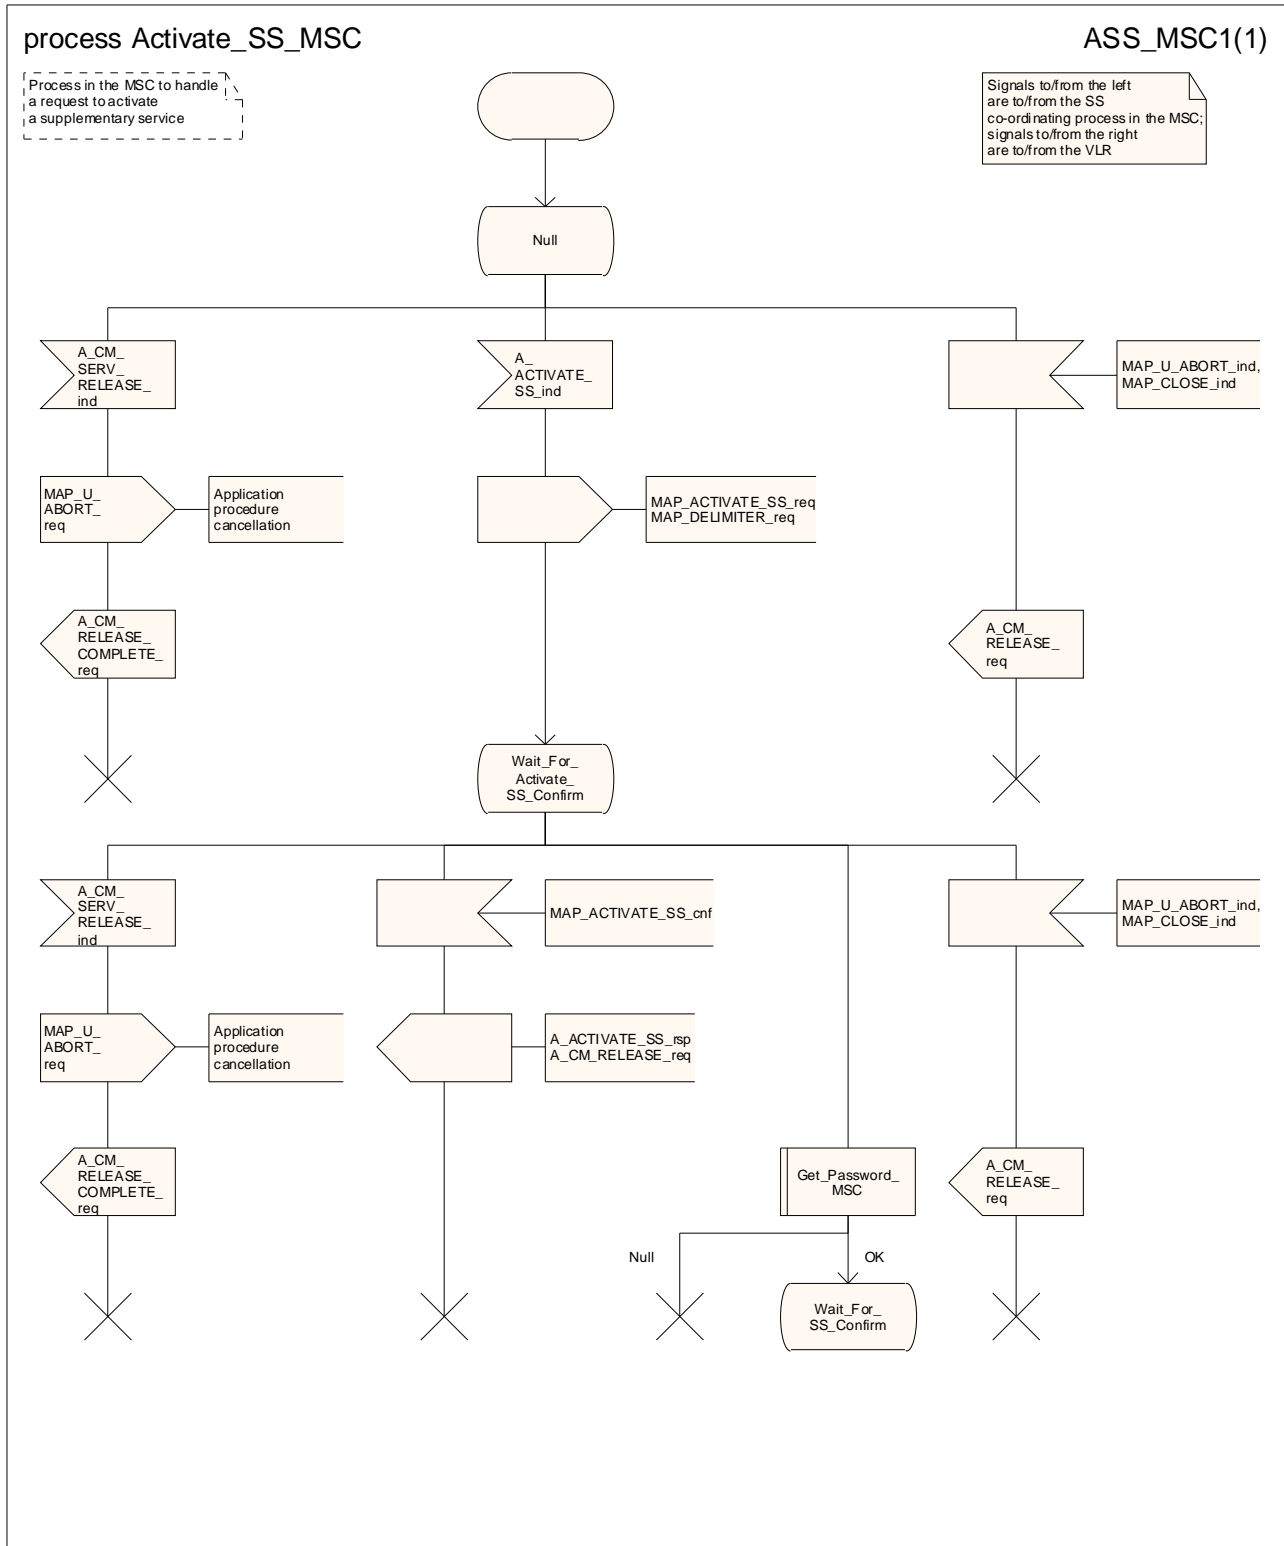 process Activate_SS_MSC
ASS_MSC1(1)
Process in the MSC to handle
a request to activate
a supplementary service
Signals to/from the left
are to/from the SS
co-ordinating process in the MSC;
signals to/from the right
are to/from the VLR
Null
A_CM_
SERV_
RELEASE_
ind
A_
ACTIVATE_
SS_ind
MAP_U_ABORT_ind,
MAP_CLOSE_ind
MAP_U_
ABORT_
req
Application
procedure
cancellation
MAP_ACTIVATE_SS_req
MAP_DELIMITER_req
A_CM_
RELEASE_
COMPLETE_
req
A_CM_
RELEASE_
req
Wait_For_
Activate_
SS_Confirm
A_CM_
SERV_
RELEASE_
ind
MAP_ACTIVATE_SS_cnf
MAP_U_ABORT_ind,
MAP_CLOSE_ind
MAP_U_
ABORT_
req
Application
procedure
cancellation
A_ACTIVATE_SS_rsp
A_CM_RELEASE_req
A_CM_
RELEASE_
COMPLETE_
req
Get_Password_
MSC
A_CM_
RELEASE_
req
Null
OK
Wait_For_
SS_Confirm